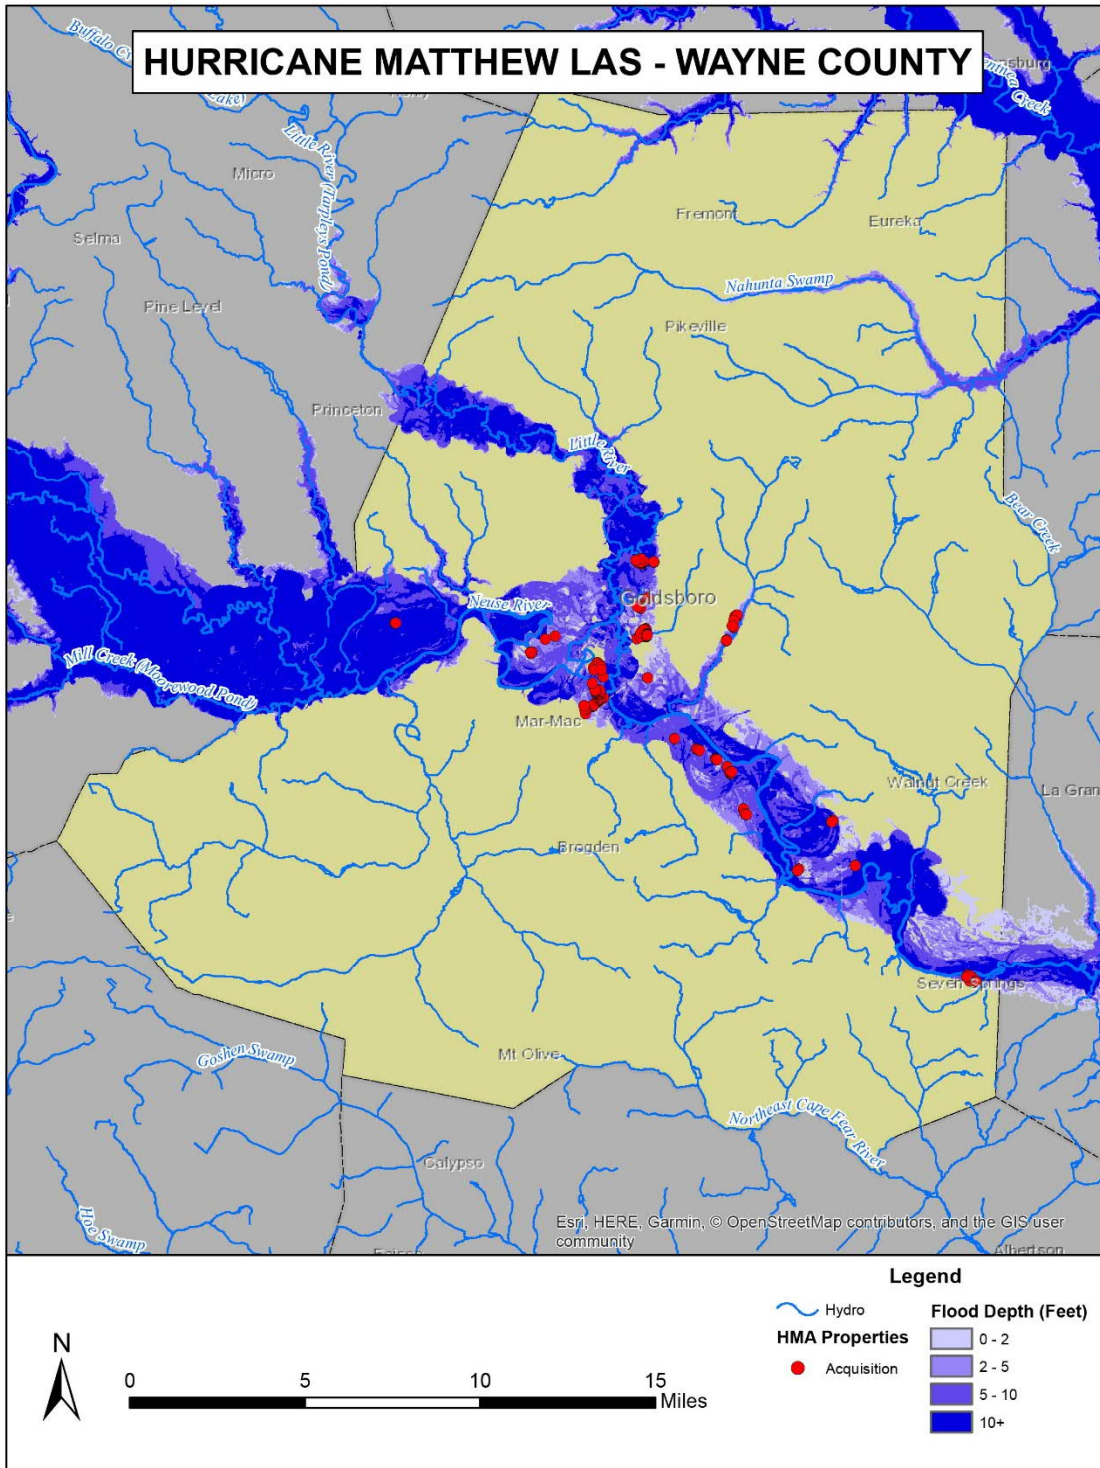 HURRICANE MATTHEW LAS - WAYNE COUNTY
Buffalo
Lake)
Little River (Tarpleys Pond)
Creek
Micro
Selma
Fremont
Eureka
Pine Level
Nahunta Swamp
Pikeville
Princeton
Little River
Bear Creek
Goldsboro
Neuse River
Mill Creek (Moorewood Pond)
Mar-Mac
Walnut Creek
La Gran
Brogden
Seven Springs
Goshen Swamp
Mt Olive
Northeast Cape Fear River
Calypso
Hoe Swamp
Esri, HERE, Garmin, © OpenStreetMap contributors, and the GIS user
community
Albertson
Legend
Hydro
HMA Properties
Acquisition
Flood Depth (Feet)
0 - 2
2 - 5
5 - 10
10+
N
0 5 10 15
Miles